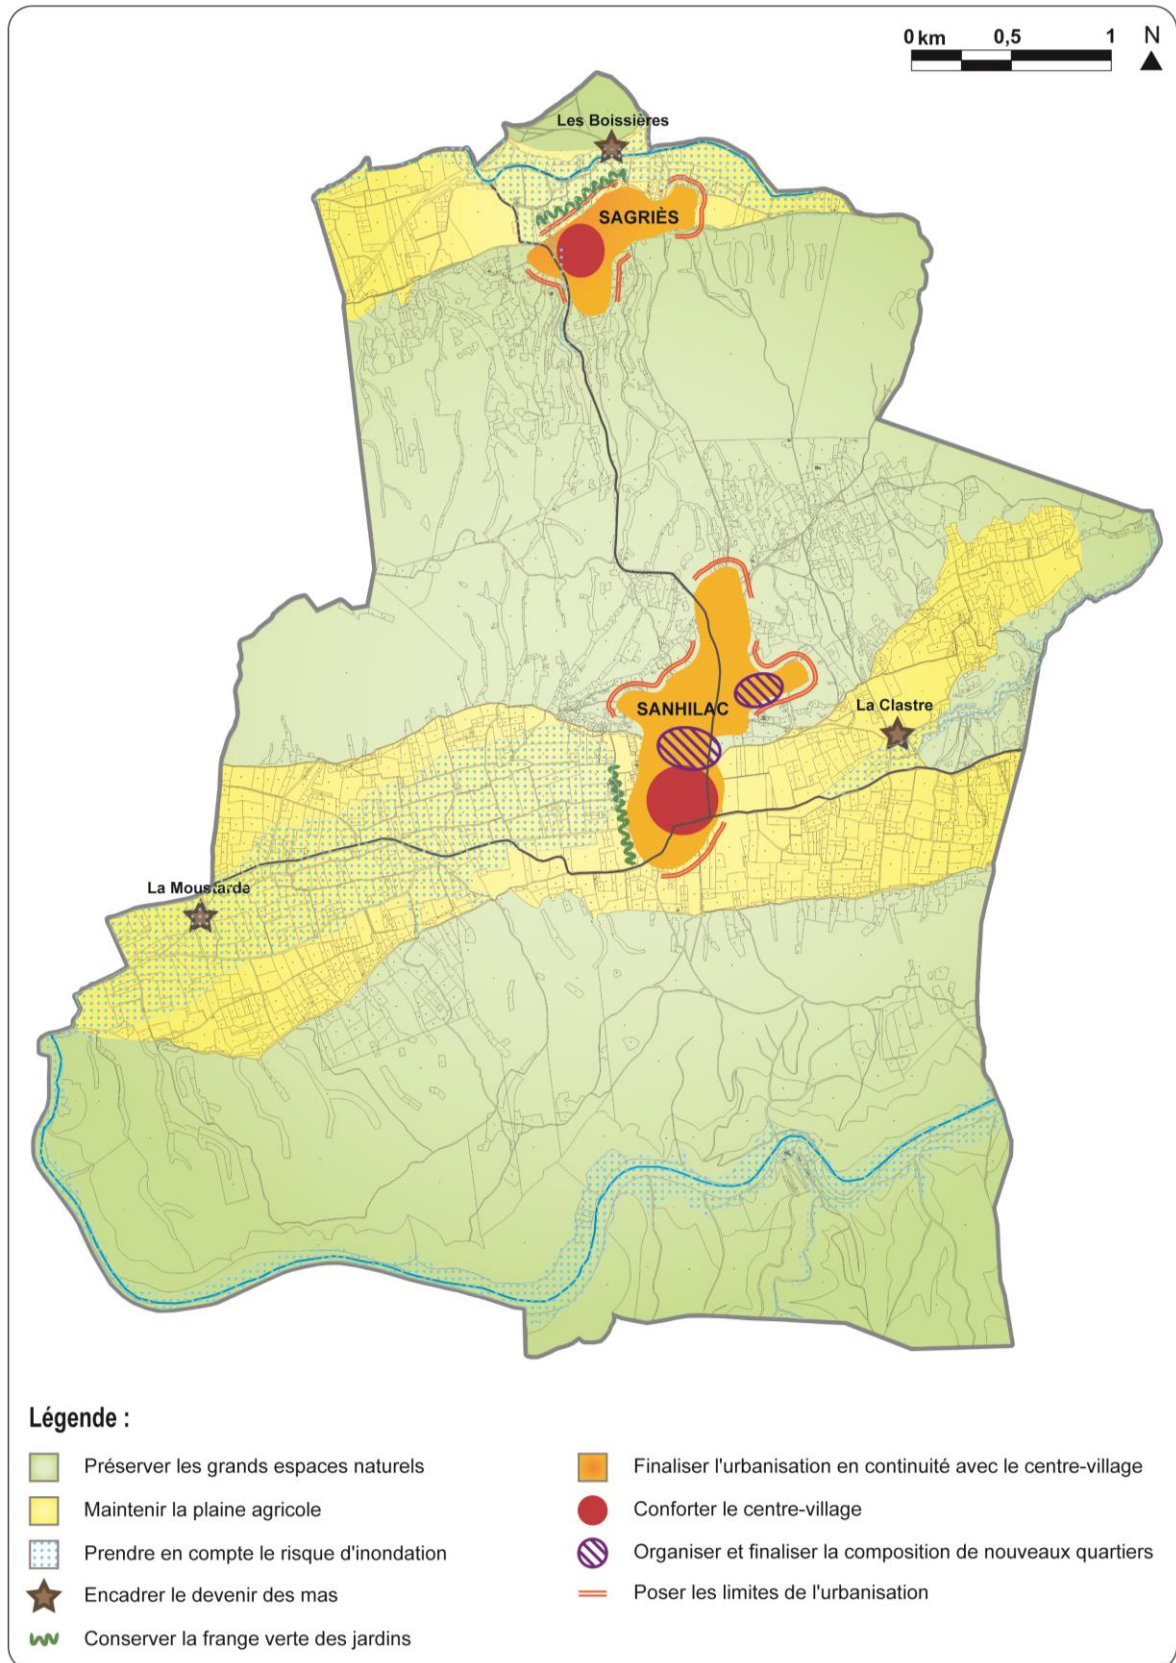 0 km 0,5 1 N
Les Boissières
SAGRIÈS
SANHILAC
La Clastre
La Moustarde
Légende :
Préserver les grands espaces naturels
Maintenir la plaine agricole
Prendre en compte le risque d'inondation
Encadrer le devenir des mas
Conserver la frange verte des jardins
Finaliser l'urbanisation en continuité avec le centre-village
Conforter le centre-village
Organiser et finaliser la composition de nouveaux quartiers
Poser les limites de l'urbanisation